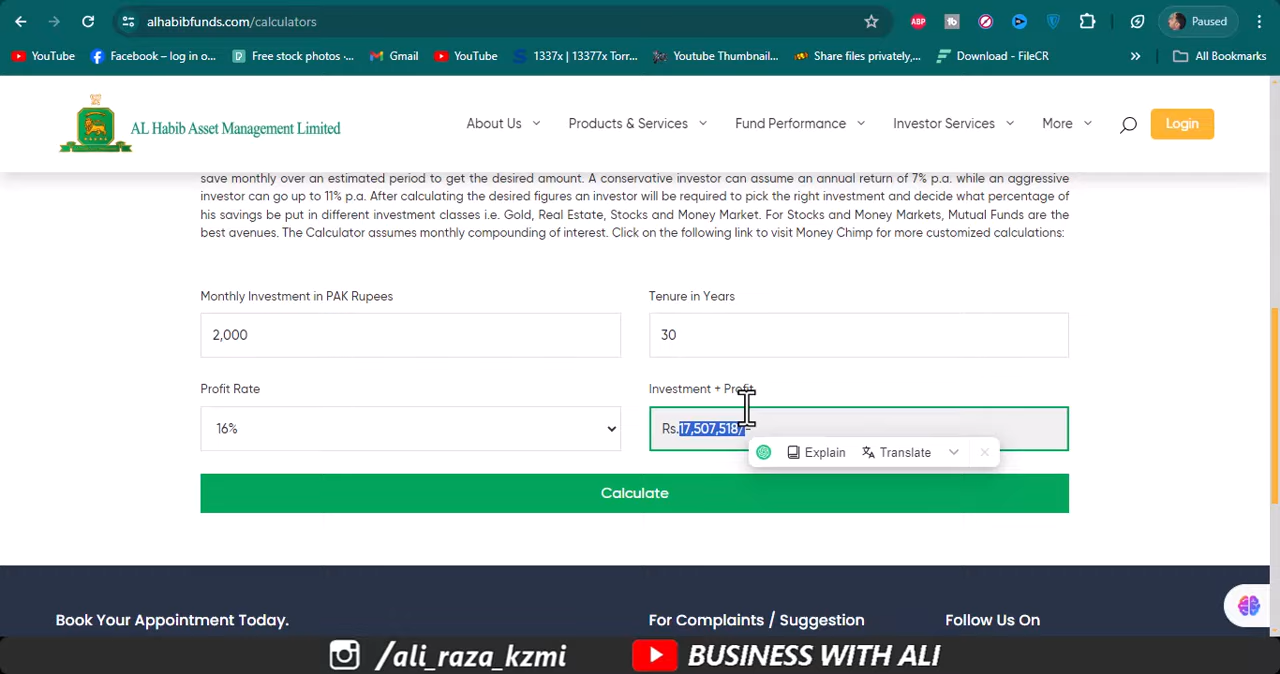 alhabibfunds.com/calculators
ABP
Paused
YouTube
Facebook – log in o...
Free stock photos -...
Gmail
YouTube
1337x | 13377x Torr...
Youtube Thumbnail...
Share files privately,...
Download - FileCR
»
All Bookmarks
AL Habib Asset Management Limited
About Us
Products & Services
Fund Performance
Investor Services
More
Login
save monthly over an estimated period to get the desired amount. A conservative investor can assume an annual return of 7% p.a. while an aggressive
investor can go up to 11% p.a. After calculating the desired figures an investor will be required to pick the right investment and decide what percentage of
his savings be put in different investment classes i.e. Gold, Real Estate, Stocks and Money Market. For Stocks and Money Markets, Mutual Funds are the
best avenues. The Calculator assumes monthly compounding of interest. Click on the following link to visit Money Chimp for more customized calculations:
Monthly Investment in PAK Rupees
Tenure in Years
2,000
30
Profit Rate
Investment + Profit
16%
Rs.17,507,518/-
Explain
Translate
Calculate
Book Your Appointment Today.
For Complaints / Suggestion
Follow Us On
/ali_raza_kzmi
BUSINESS WITH ALI